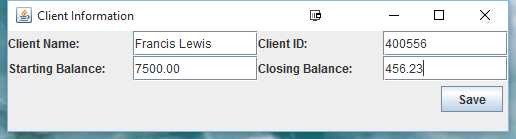 Client Information
Client Name: Francis Lewis Client ID: 400556
Starting Balance: 7500.00 Closing Balance: 456.23
Save